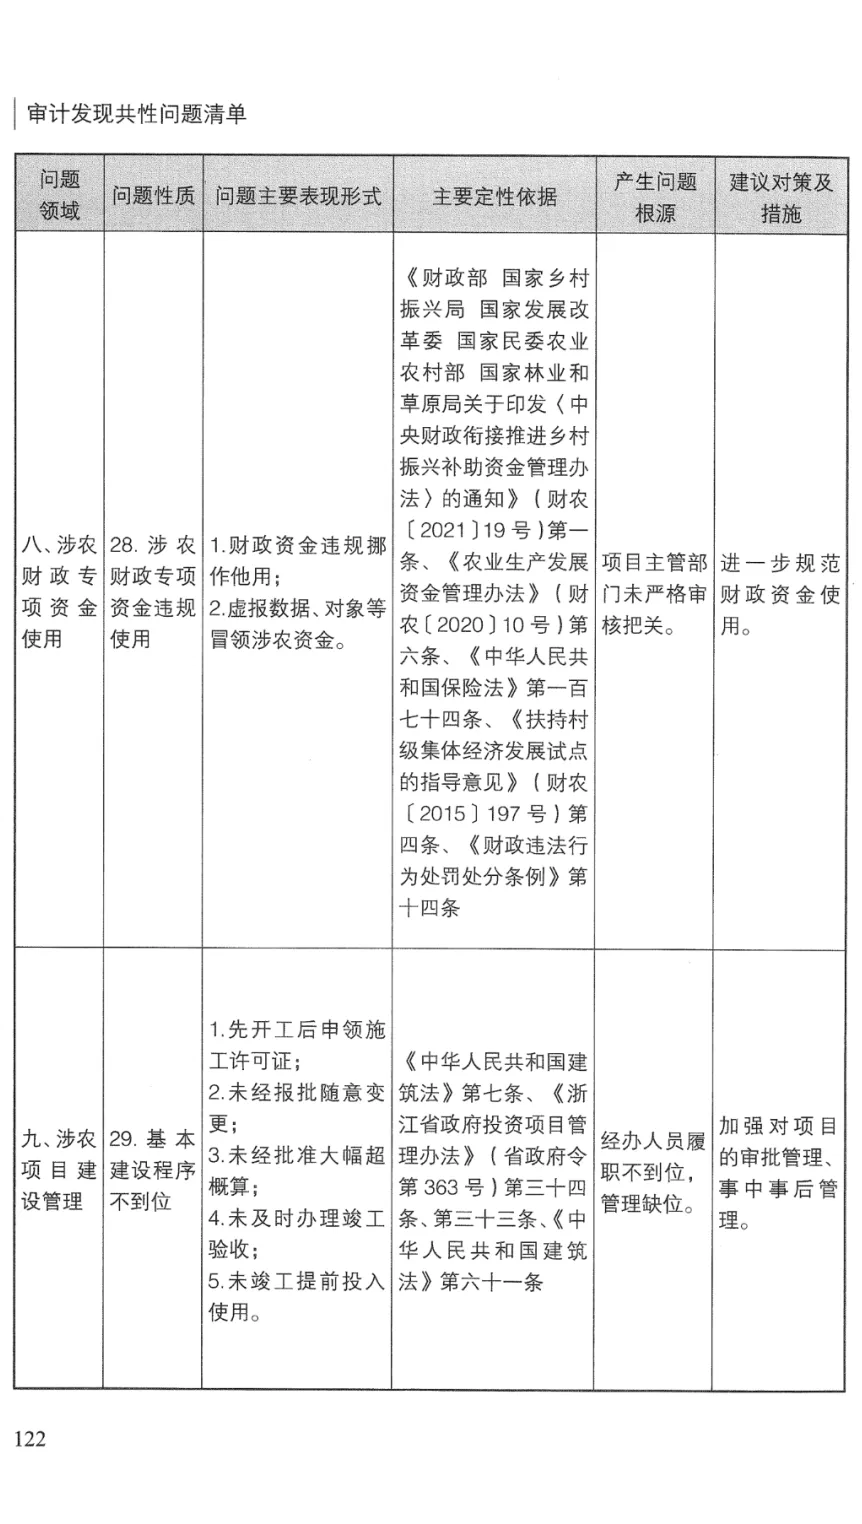 审计发现共性问题清单
问题
领域
问题性质
问题主要表现形式
主要定性依据
产生问题
根源
建议对策及
措施
八、涉农
财政专
项资金
使用
28. 涉农
财政专项
资金违规
使用
1.财政资金违规挪
作他用；
2.虚报数据、对象等
冒领涉农资金。
《财政部 国家乡村
振兴局 国家发展改
革委 国家民委农业
农村部 国家林业和
草原局关于印发〈中
央财政衔接推进乡村
振兴补助资金管理办
法〉的通知》（财农
〔2021〕19 号）第一
条、《农业生产发展
资金管理办法》（财
农〔2020〕10 号）第
六条、《中华人民共
和国保险法》第一百
七十四条、《扶持村
级集体经济发展试点
的指导意见》（财农
〔2015〕197 号）第
四条、《财政违法行
为处罚处分条例》第
十四条
项目主管部
门未严格审
核把关。
进一步规范
财政资金使
用。
九、涉农
项目建
设管理
29. 基本
建设程序
不到位
1.先开工后申领施
工许可证；
2.未经报批随意变
更；
3.未经批准大幅超
概算；
4.未及时办理竣工
验收；
5.未竣工提前投入
使用。
《中华人民共和国建
筑法》第七条、《浙
江省政府投资项目管
理办法》（省政府令
第 363 号）第三十四
条、第三十三条、《中
华人民共和国建筑
法》第六十一条
经办人员履
职不到位，
管理缺位。
加强对项目
的审批管理、
事中事后管
理。
122